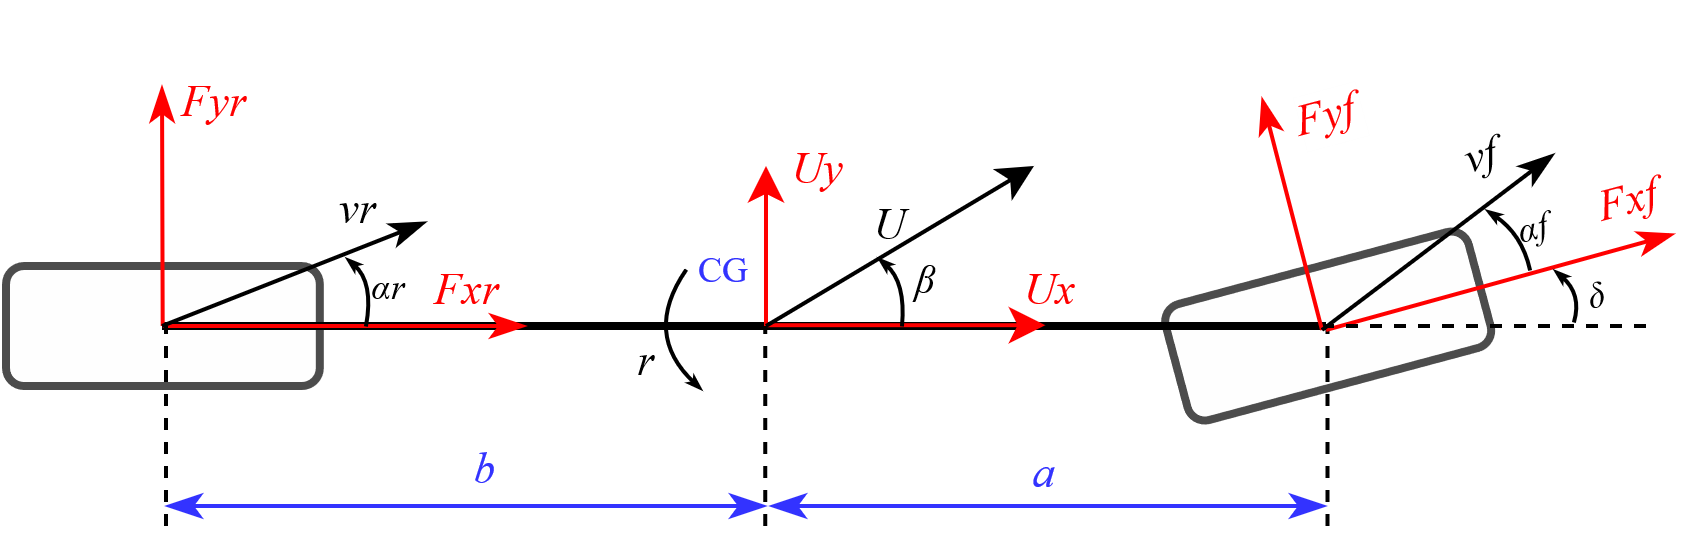 Fyr
Fyf
vf
Uy
Fxf
vr
U
αf
CG
β
αr
Fxr
Ux
δ
r
b
a